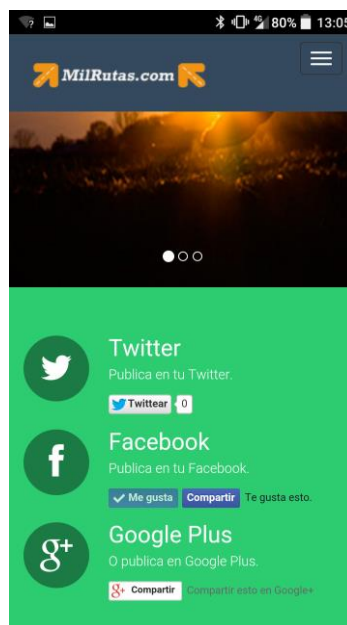 4G 80% 13:05
MilRutas.com
Twitter
Publica en tu Twitter.
Twittear 0
Facebook
Publica en tu Facebook.
Me gusta Compartir Te gusta esto.
g+ Google Plus
O publica en Google Plus.
g+ Compartir Compartir esto en Google+